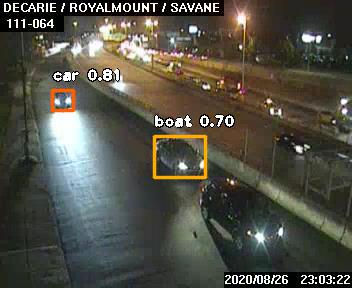 DECARIE / ROYALMOUNT / SAVANE
111-064
car 0.81
boat 0.70
2020/08/26 23:03:22